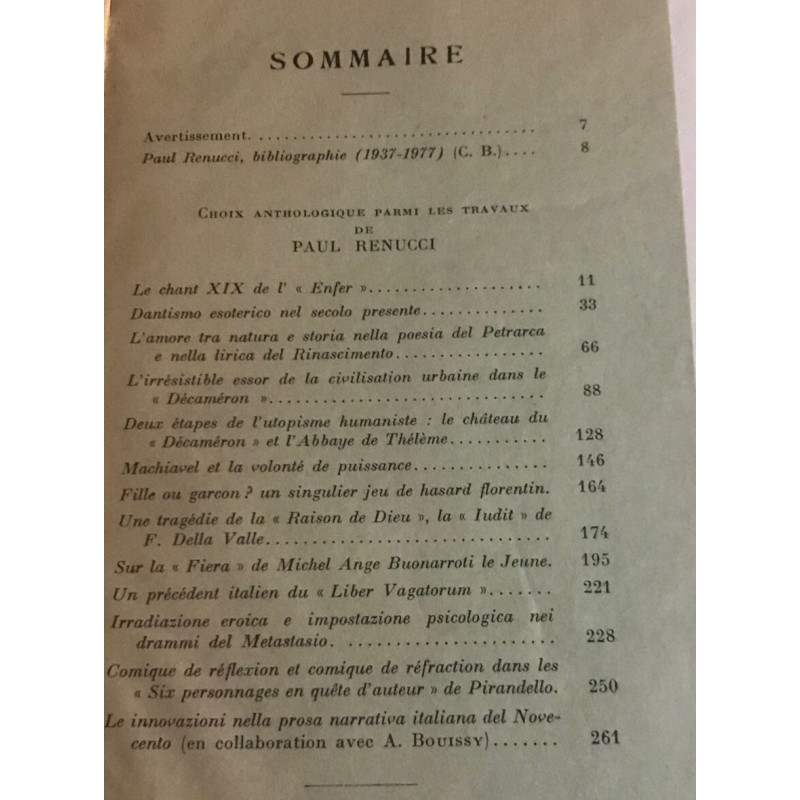 SOMMAIRE
Avertissement. . . . . . . . . . . . . . . . . . . . . . . . . . . . . . . . 7
Paul Renucci, bibliographie (1937-1977) (C. B.).... 8
CHOIX ANTHOLOGIQUE PARMI LES TRAVAUX
DE
PAUL RENUCCI
Le chant XIX de l' « Enfer ».................... 11
Dantismo esoterico nel secolo presente.............. 33
L'amore tra natura e storia nella poesia del Petrarca
e nella lirica del Rinascimento................. 66
L'irrésistible essor de la civilisation urbaine dans le
« Décaméron »................................ 88
Deux étapes de l'utopisme humaniste : le château du
« Décaméron » et l'Abbaye de Thélème........... 128
Machiavel et la volonté de puissance............... 146
Fille ou garcon? un singulier jeu de hasard florentin. 164
Une tragédie de la « Raison de Dieu », la « Iudit » de
F. Della Valle............................... 174
Sur la « Fiera » de Michel Ange Buonarroti le Jeune. 195
Un précédent italien du « Liber Vagatorum »....... 221
Irradiazione eroica e impostazione psicologica nei
drammi del Metastasio. ....................... 228
Comique de réflexion et comique de réfraction dans les
« Six personnages en quête d'auteur » de Pirandello. 250
Le innovazioni nella prosa narrativa italiana del Nove-
cento (en collaboration avec A. BOUISSY)....... 261